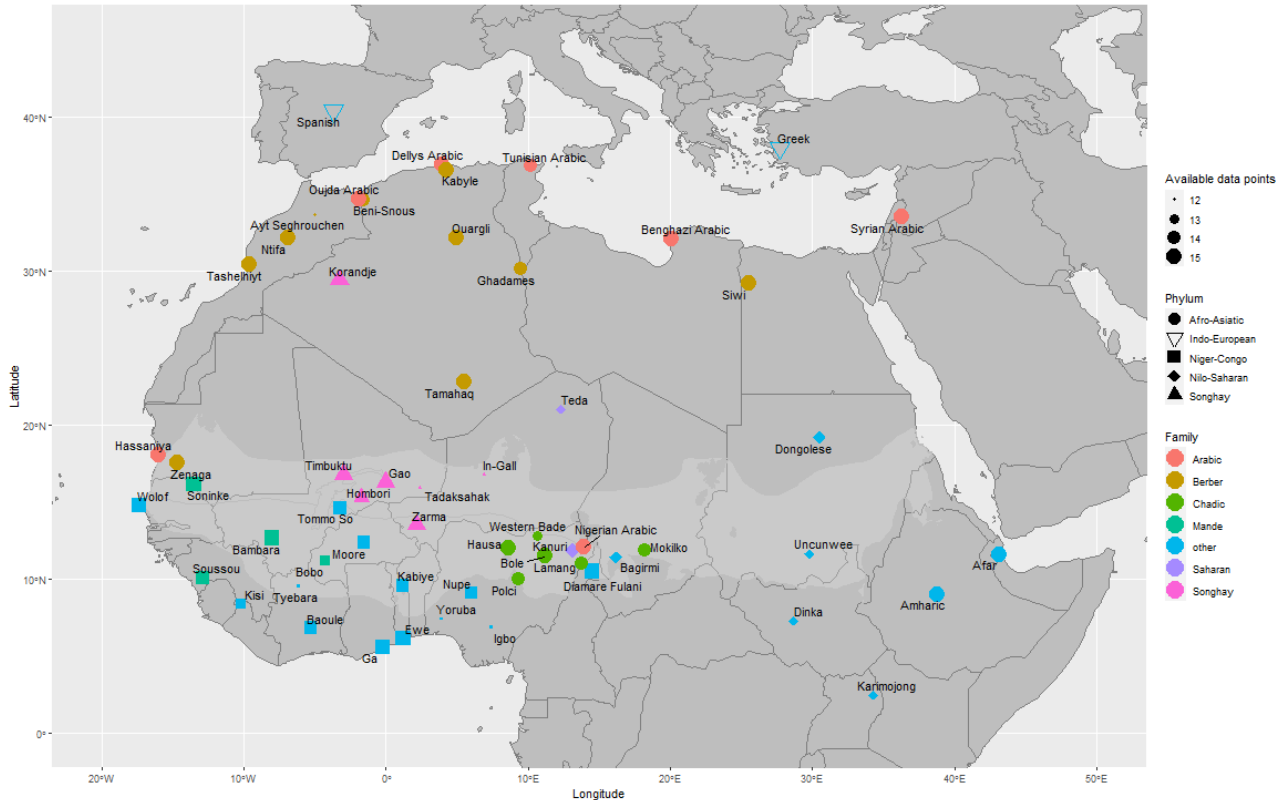 40°N
30°N
20°N
10°N
0°
Latitude
Spanish
Greek
Dellys Arabic
Tunisian Arabic
Kabyle
Oujda Arabic
Beni-Snous
Ayt Seghrouchen
Ouargli
Benghazi Arabic
Syrian Arabic
Ntifa
Tashelhiyt
Korandje
Ghadames
Siwi
Tamahaq
Teda
Hassaniya
Zenaga
Timbuktu
Gao
In-Gall
Dongolese
Wolof
Soninke
Hombori
Tadaksahak
Tommo So
Zarma
Western Bade
Nigerian Arabic
Bambara
Moore
Hausa
Kanuri
Mokilko
Uncunwee
Afar
Bole
Lamang
Bagirmi
Soussou
Bobo
Kabiye
Nupe
Polci
Diamare Fulani
Kisi
Tyebara
Yoruba
Amharic
Baoule
Ewe
Igbo
Dinka
Ga
Karimojong
20°W
10°W
0°
10°E
20°E
30°E
40°E
50°E
Longitude
Available data points
12
13
14
15
Phylum
Afro-Asiatic
Indo-European
Niger-Congo
Nilo-Saharan
Songhay
Family
Arabic
Berber
Chadic
Mande
other
Saharan
Songhay